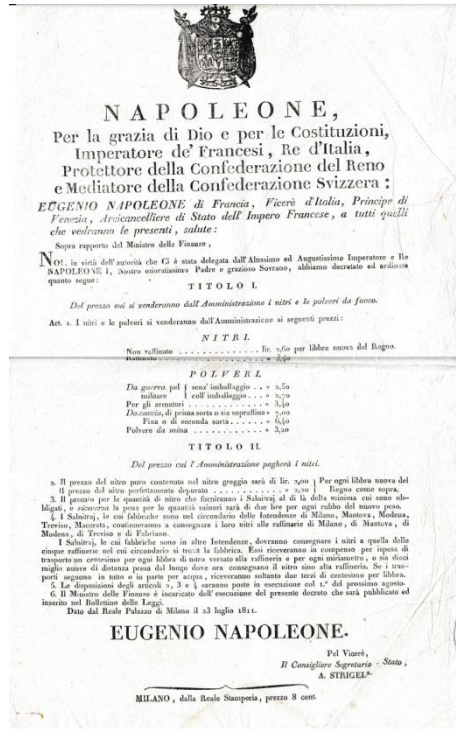 NAPOLEONE,
Per la grazia di Dio e per le Costituzioni,
Imperatore de' Francesi, Re d'Italia,
Protettore della Confederazione del Reno
e Mediatore della Confederazione Svizzera:
EUGENIO NAPOLEONE di Francia, Vicerè d'Italia, Principe di
Venezia, Arcicancelliere di Stato dell' Impero Francese, a tutti quelli
che vedranno le presenti, salute:
Sopra rapporto del Ministro delle Finanze,
NOI, in virtù dell'autorità che Ci è stata delegata dall'Altissimo ed Augustissimo Imperatore e Re
NAPOLEONE I, Nostro onoratissimo Padre e grazioso Sovrano, abbiamo decretato ed ordinato
quanto segue:
TITOLO I.
Del prezzo cui si venderanno dall'Amministrazione i nitri e le polveri da fuoco.
Art. 1. I nitri e le polveri si venderanno dall'Amministrazione ai seguenti prezzi:
NITRI.
Non raffinato . . . . . . . . . . . . . . lir. 2,60 per libbra nuova del Regno.
Raffinato . . . . . . . . . . . . . . . . » 3,40
POLVERI.
Da guerra pel { senz' imballaggio . . » 2,50
militare { coll' imballaggio . . » 2,70
Per gli armatori . . . . . . . . . . . » 3,40
Da caccia, di prima sorta o sia sopraffina » 7,00
Fina o di seconda sorta . . . . » 6,40
Polvere da mina . . . . . . . . . . . » 3,20
TITOLO II.
Del prezzo cui l'Amministrazione pagherà i nitri.
2. Il prezzo del nitro puro contenuto nel nitro greggio sarà di lir. 2,00 } Per ogni libbra nuova del
Il prezzo del nitro perfettamente depurato . . . . . . . . . . . » 2,20 } Regno come sopra.
3. Il premio per le quantità di nitro che forniranno i Salnitraj al di là della minima cui sono ob-
bligati, e viceversa la pena per le quantità minori sarà di due lire per ogni rubbo del nuovo peso.
4. I Salnitraj, le cui fabbriche sono nel circondario delle Intendenze di Milano, Mantova, Modena,
Treviso, Macerata, continueranno a consegnare i loro nitri alle raffinerie di Milano, di Mantova, di
Modena, di Treviso e di Fabriano.
I Salnitraj, le cui fabbriche sono in altre Intendenze, dovranno consegnare i nitri a quella delle
cinque raffinerie nel cui circondario si trova la fabbrica. Essi riceveranno in compenso per ispesa di
trasporto un centesimo per ogni libbra di nitro versato alla raffineria e per ogni miriametro, o sia dieci
miglia nuove di distanza presa dal luogo dove ora consegnano il nitro sino alla raffineria. Se i tras-
porti seguono in tutto o in parte per acqua, riceveranno soltanto due terzi di centesimo per libbra.
5. Le disposizioni degli articoli 2, 3 e 4 saranno poste in esecuzione col 1.° del prossimo agosto.
6. Il Ministro delle Finanze è incaricato dell'esecuzione del presente decreto che sarà pubblicato ed
inserito nel Bollettino delle Leggi.
Dato dal Reale Palazzo di Milano il 23 luglio 1811.
EUGENIO NAPOLEONE.
Pel Vicerè,
Il Consigliere Segretario - Stato,
A. STRIGEL
MILANO, dalla Reale Stamperia, prezzo 8 cent.